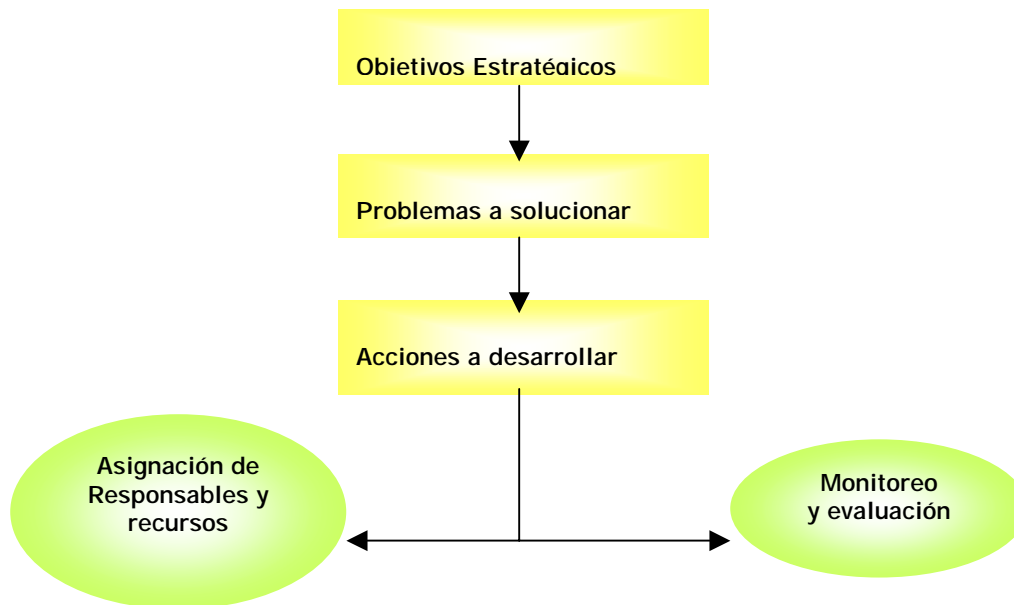 Objetivos Estratégicos
Problemas a solucionar
Acciones a desarrollar
Asignación de
Responsables y
recursos
Monitoreo
y evaluación